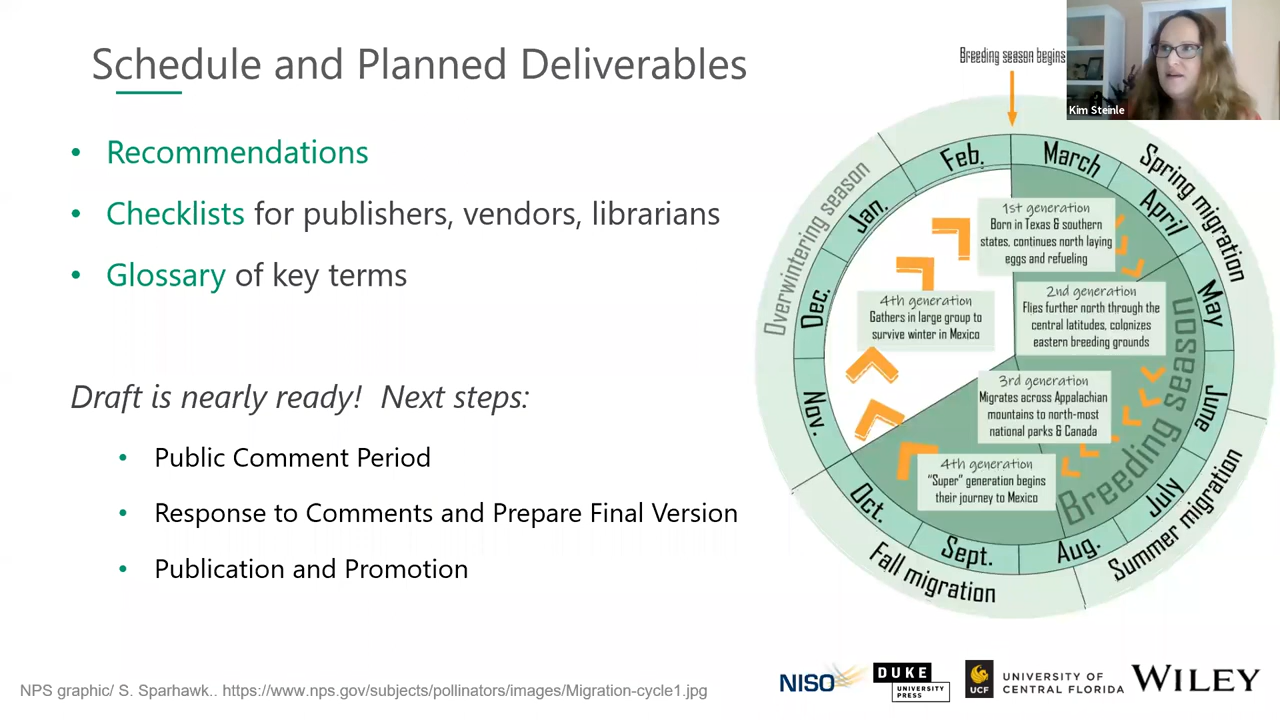 Schedule and Planned Deliverables
• Recommendations
• Checklists for publishers, vendors, librarians
• Glossary of key terms
Draft is nearly ready! Next steps:
• Public Comment Period
• Response to Comments and Prepare Final Version
• Publication and Promotion
Breeding season begins
Kim Steinle
Overwintering season
Spring migration
Summer migration
Fall migration
Breeding season
Jan.
Feb.
March
April
May
June
July
Aug.
Sept.
Oct.
Nov.
Dec.
1st generation
Born in Texas & southern
states, continues north laying
eggs and refueling
2nd generation
Flies further north through the
central latitudes, colonizes
eastern breeding grounds
3rd generation
Migrates across Appalachian
mountains to north-most
national parks & Canada
4th generation
"Super" generation begins
their journey to Mexico
4th generation
Gathers in large group to
survive winter in Mexico
NPS graphic/ S. Sparhawk.. https://www.nps.gov/subjects/pollinators/images/Migration-cycle1.jpg
NISO
DUKE
UNIVERSITY
PRESS
UCF
UNIVERSITY OF
CENTRAL FLORIDA
WILEY